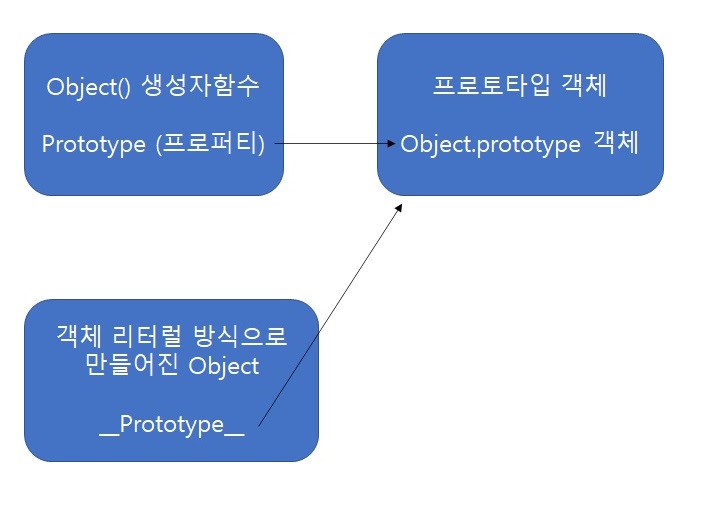 Object() 생성자함수
Prototype (프로퍼티)
프로토타입 객체
Object.prototype 객체
객체 리터럴 방식으로
만들어진 Object
__Prototype__